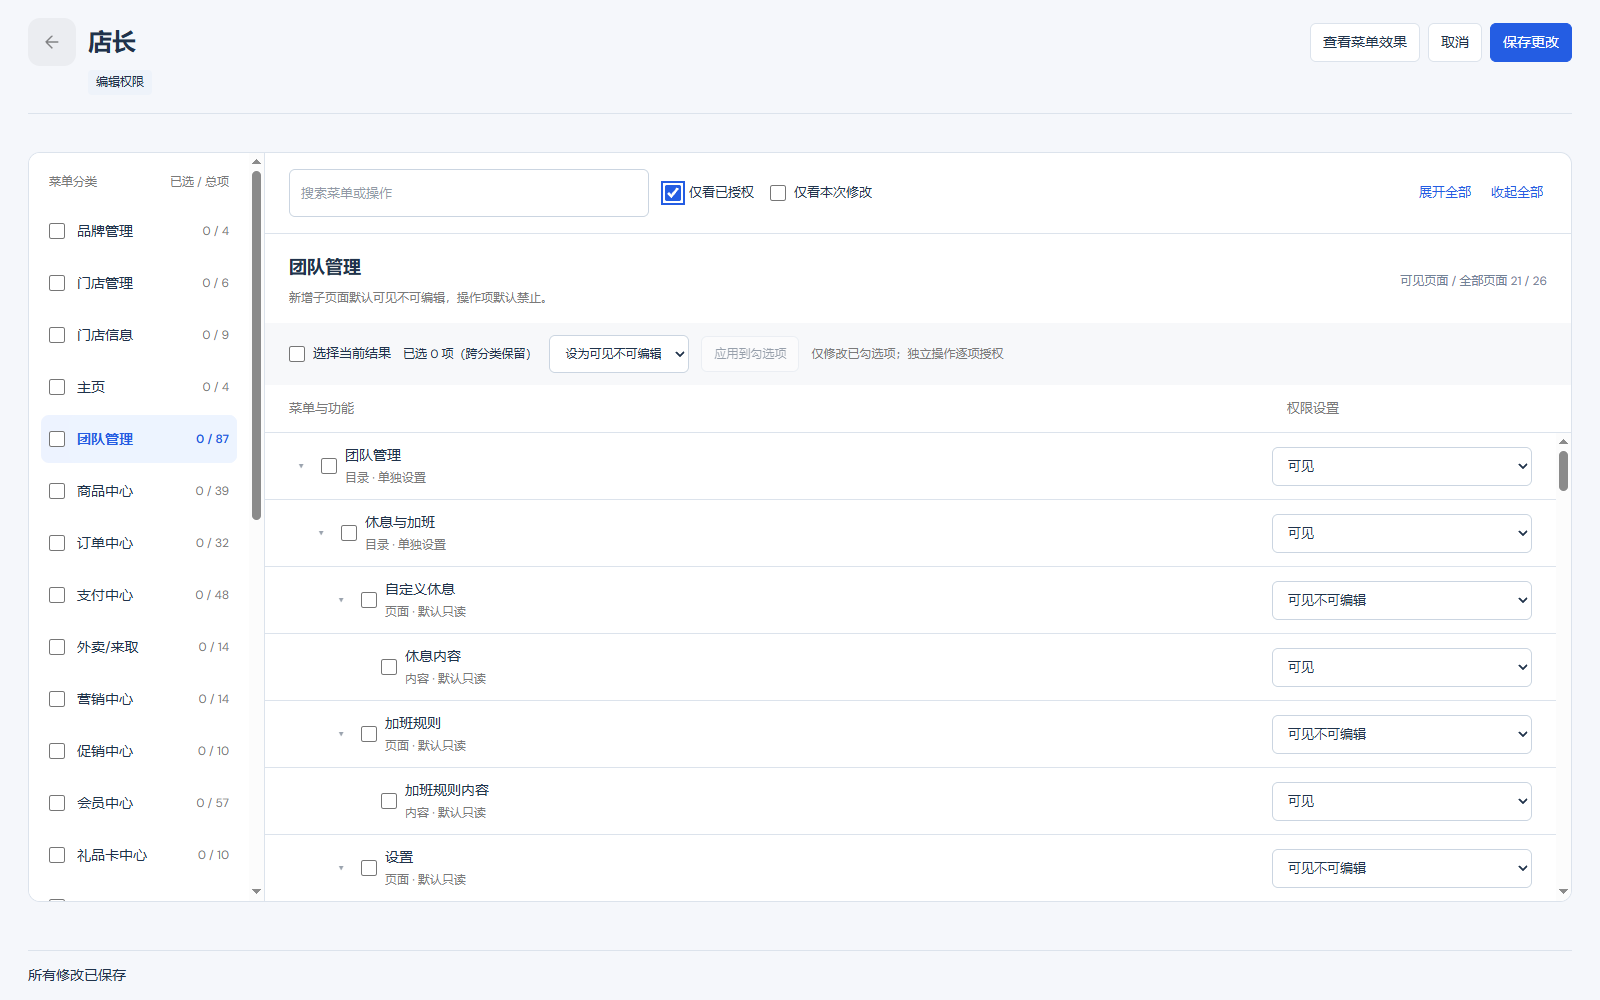 店长
编辑权限
查看菜单效果
取消
保存更改
菜单分类 已选 / 总项
品牌管理 0 / 4
门店管理 0 / 6
门店信息 0 / 9
主页 0 / 4
团队管理 0 / 87
商品中心 0 / 39
订单中心 0 / 32
支付中心 0 / 48
外卖/来取 0 / 14
营销中心 0 / 14
促销中心 0 / 10
会员中心 0 / 57
礼品卡中心 0 / 10
搜索菜单或操作
仅看已授权
仅看本次修改
展开全部
收起全部
团队管理
新增子页面默认可见不可编辑，操作项默认禁止。
可见页面 / 全部页面 21 / 26
选择当前结果
已选 0 项（跨分类保留）
设为可见不可编辑
应用到勾选项
仅修改已勾选项；独立操作逐项授权
菜单与功能 权限设置
团队管理
目录 · 单独设置
可见
休息与加班
目录 · 单独设置
可见
自定义休息
页面 · 默认只读
可见不可编辑
休息内容
内容 · 默认只读
可见
加班规则
页面 · 默认只读
可见不可编辑
加班规则内容
内容 · 默认只读
可见
设置
页面 · 默认只读
可见不可编辑
所有修改已保存